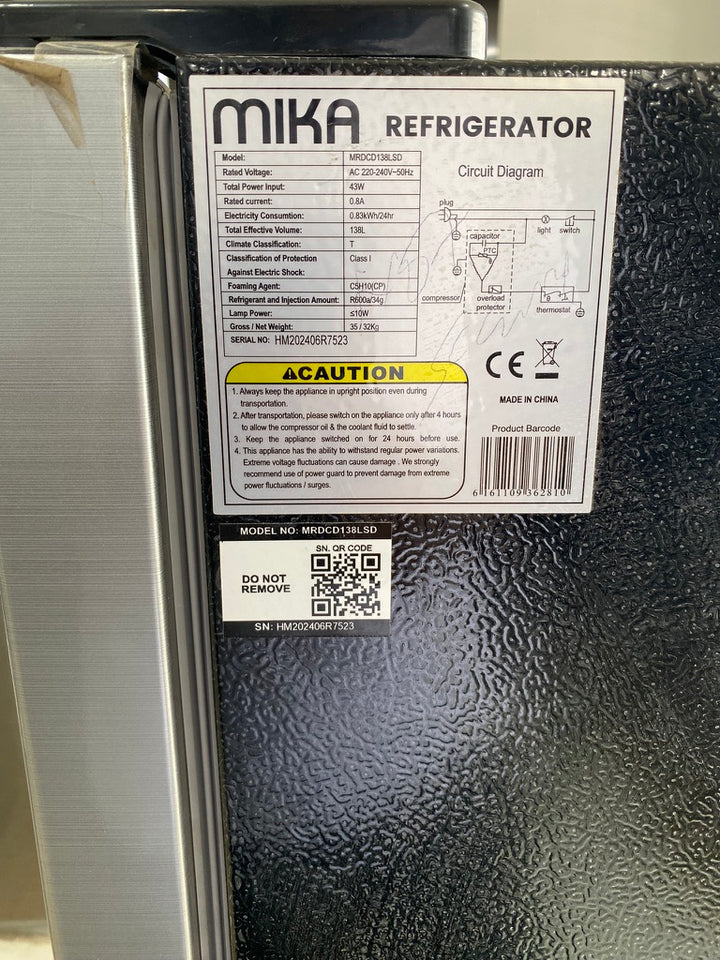 MIKA REFRIGERATOR
Model: MRDCD138LSD
Rated Voltage: AC 220-240V~50Hz
Total Power Input: 43W
Rated current: 0.8A
Electricity Consumtion: 0.83kWh/24hr
Total Effective Volume: 138L
Climate Classification: T
Classification of Protection Class I
Against Electric Shock:
Foaming Agent: C5H10(CP)
Refrigerant and Injection Amount: R600a/34g
Lamp Power: ≤10W
Gross / Net Weight: 35 / 32Kg
SERIAL NO: HM202406R7523
Circuit Diagram
plug
light switch
capacitor
PTC
compressor
overload
protector
thermostat
CAUTION
1. Always keep the appliance in upright position even during
transportation.
2. After transportation, please switch on the appliance only after 4 hours
to allow the compressor oil & the coolant fluid to settle.
3. Keep the appliance switched on for 24 hours before use.
4. This appliance has the ability to withstand regular power variations.
Extreme voltage fluctuations can cause damage . We strongly
recommend use of power guard to prevent damage from extreme
power fluctuations / surges.
CE
MADE IN CHINA
Product Barcode
6 161109 362810
MODEL NO: MRDCD138LSD
SN. QR CODE
DO NOT
REMOVE
SN: HM202406R7523